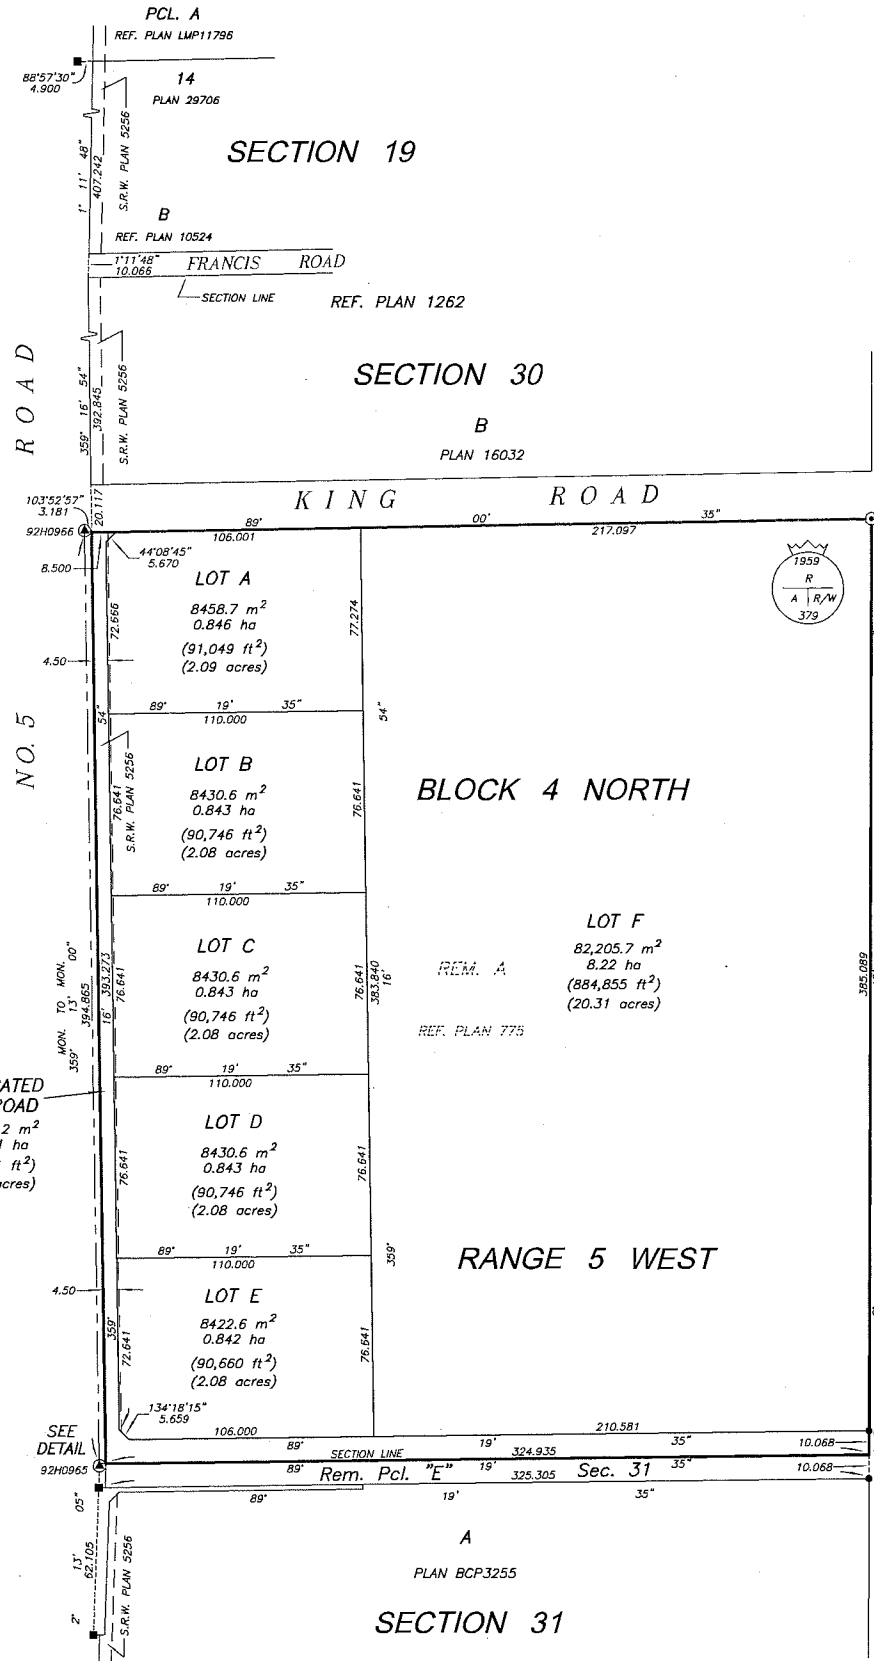 PCL. A
REF. PLAN LMP11796
88°57'30"
4.900
14
PLAN 29706
SECTION 19
1° 11' 48"
407.242
S.R.W. PLAN 5256
B
REF. PLAN 10524
1°11'48"
10.066
FRANCIS ROAD
SECTION LINE
REF. PLAN 1262
SECTION 30
359° 16' 54"
392.845
S.R.W. PLAN 5256
B
PLAN 16032
NO. 5 ROAD
KING ROAD
103°52'57"
3.181
20.117
92H0966
8.500
89° 00' 35"
106.001
217.097
44°08'45"
5.670
1959
R
A R/W
379
LOT A
8458.7 m²
0.846 ha
(91,049 ft²)
(2.09 acres)
72.666
77.274
4.50
89° 19' 35"
110.000
54"
54"
LOT B
8430.6 m²
0.843 ha
(90,746 ft²)
(2.08 acres)
76.641
76.641
S.R.W. PLAN 5256
BLOCK 4 NORTH
89° 19' 35"
110.000
LOT C
8430.6 m²
0.843 ha
(90,746 ft²)
(2.08 acres)
MON. TO MON.
359° 13' 00"
394.865
16'
393.273
76.641
76.641
383.840
16'
REM. A
REF. PLAN 775
LOT F
82,205.7 m²
8.22 ha
(884,855 ft²)
(20.31 acres)
385.089
89° 19' 35"
110.000
ATED
OAD
2 m²
ha
ft²)
acres)
LOT D
8430.6 m²
0.843 ha
(90,746 ft²)
(2.08 acres)
76.641
76.641
89° 19' 35"
110.000
359°
RANGE 5 WEST
4.50
LOT E
8422.6 m²
0.842 ha
(90,660 ft²)
(2.08 acres)
359°
72.641
76.641
134°18'15"
5.659
106.000
210.581
SEE
DETAIL
89° 19' 35"
SECTION LINE
324.935
10.068
92H0965
89° 19' 35"
Rem. Pcl. "E" Sec. 31
325.305
10.068
89° 19' 35"
2° 13' 05"
62.105
S.R.W. PLAN 5256
A
PLAN BCP3255
SECTION 31